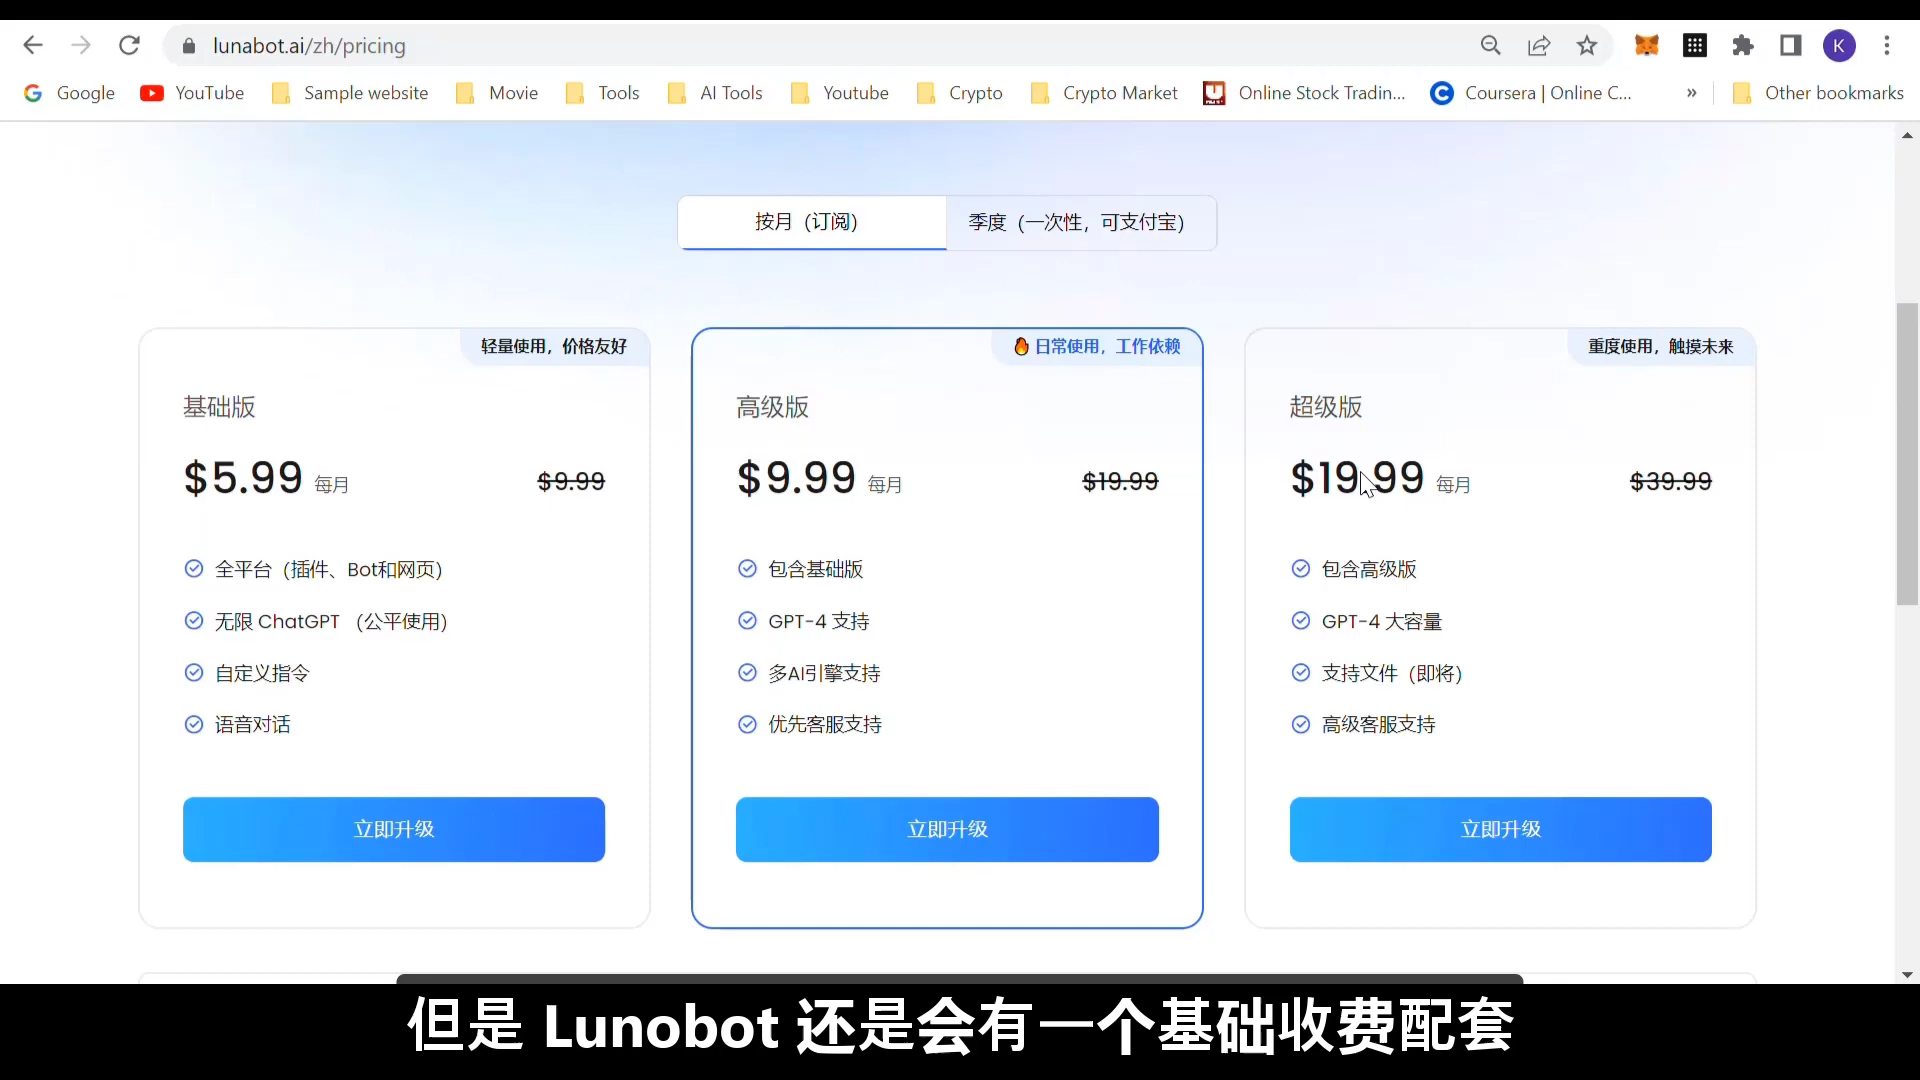 lunabot.ai/zh/pricing
K
Google
YouTube
Sample website
Movie
Tools
AI Tools
Youtube
Crypto
Crypto Market
Online Stock Tradin...
Coursera | Online C...
»
Other bookmarks
按月（订阅）
季度（一次性，可支付宝）
轻量使用，价格友好
基础版
$5.99 每月
$9.99
全平台（插件、Bot和网页）
无限 ChatGPT （公平使用）
自定义指令
语音对话
立即升级
日常使用，工作依赖
高级版
$9.99 每月
$19.99
包含基础版
GPT-4 支持
多AI引擎支持
优先客服支持
立即升级
重度使用，触摸未来
超级版
$19.99 每月
$39.99
包含高级版
GPT-4 大容量
支持文件（即将）
高级客服支持
立即升级
但是 Lunobot 还是会有一个基础收费配套